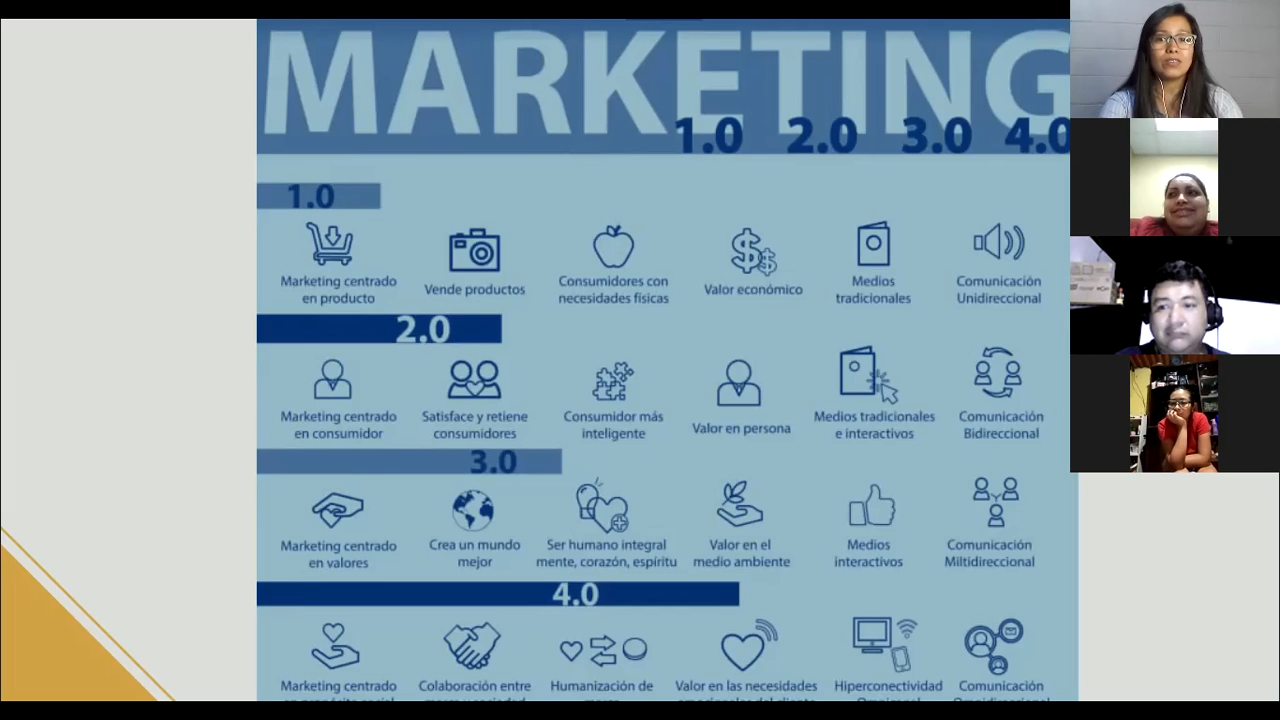 MARKETING
1.0 2.0 3.0 4.0
1.0
Marketing centrado
en producto
Vende productos
Consumidores con
necesidades físicas
Valor económico
Medios
tradicionales
Comunicación
Unidireccional
2.0
Marketing centrado
en consumidor
Satisface y retiene
consumidores
Consumidor más
inteligente
Valor en persona
Medios tradicionales
e interactivos
Comunicación
Bidireccional
3.0
Marketing centrado
en valores
Crea un mundo
mejor
Ser humano integral
mente, corazón, espíritu
Valor en el
medio ambiente
Medios
interactivos
Comunicación
Miltidireccional
4.0
Marketing centrado
Colaboración entre
Humanización de
Valor en las necesidades
Hiperconectividad
Comunicación